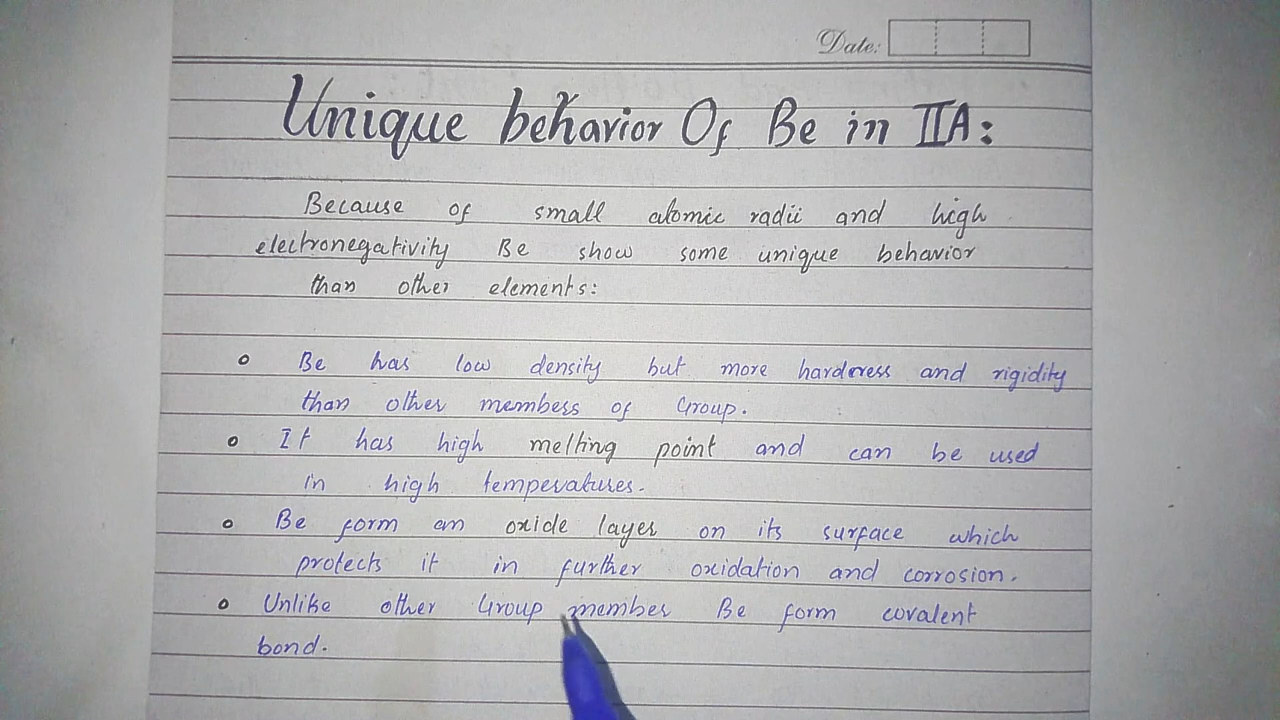 Date:
Unique behavior Of Be in IIA:
Because of small atomic radii and high
electronegativity Be show some unique behavior
than other elements:
Be has low density but more hardness and rigidity
than other members of Group.
It has high melting point and can be used
in high temperatures.
Be form an oxide layer on its surface which
protects it in further oxidation and corrosion.
Unlike other Group member Be form covalent
bond.